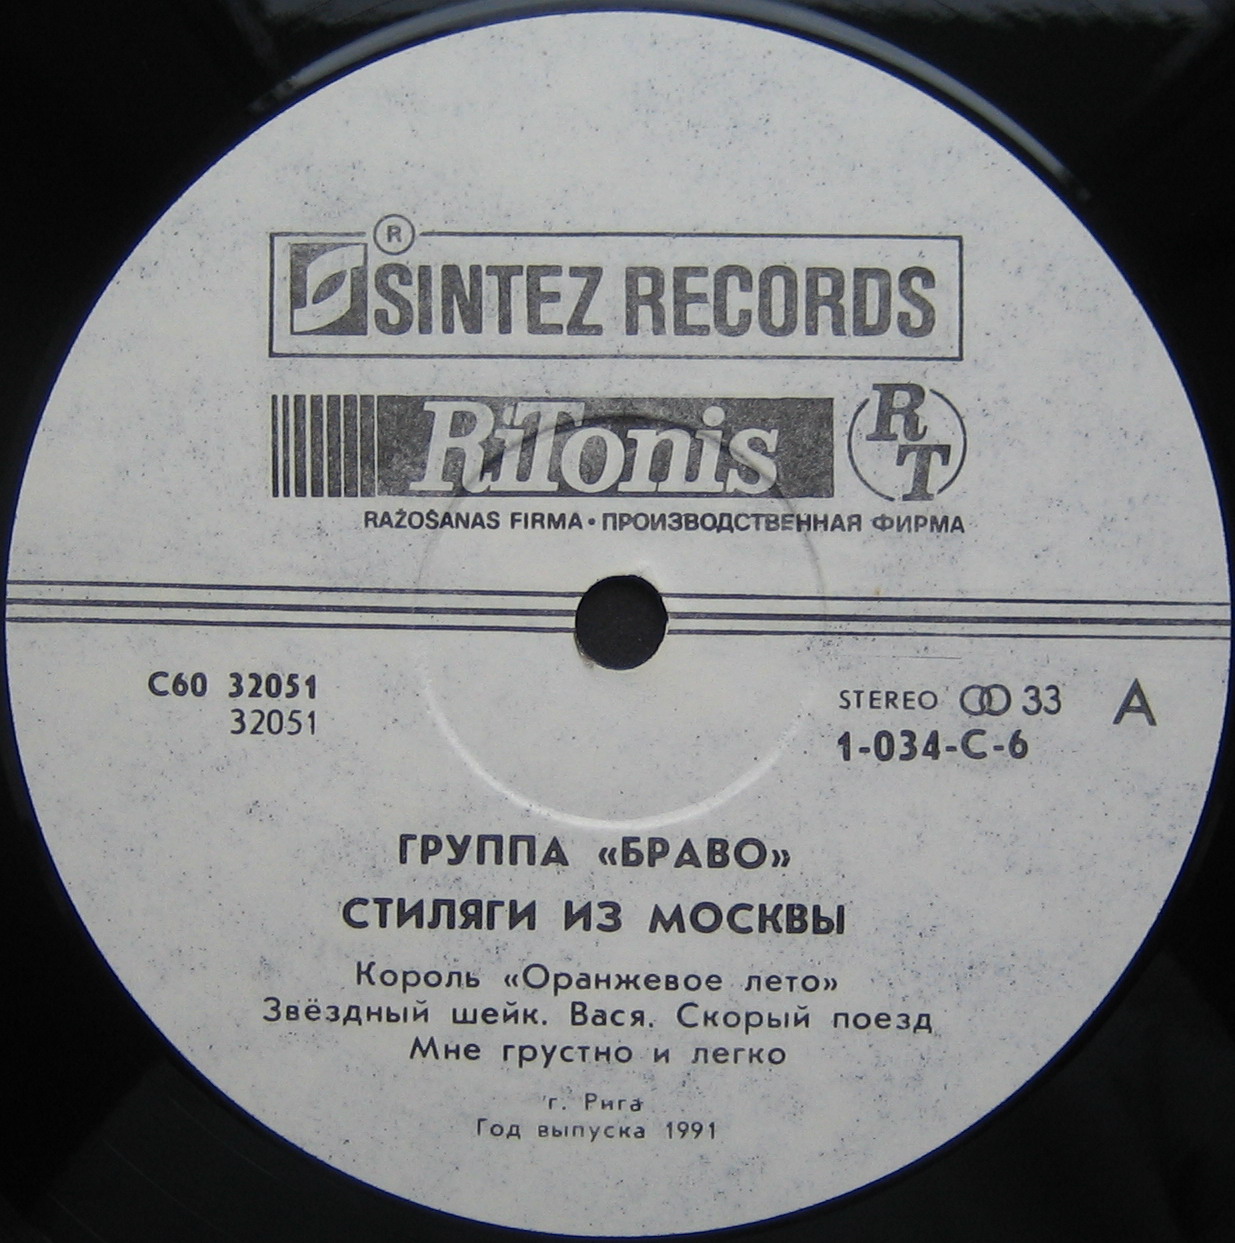 ®
SINTEZ RECORDS
RiTonis RT
RAŽOŠANAS FIRMA • ПРОИЗВОДСТВЕННАЯ ФИРМА
С60 32051
32051
STEREO 33 A
1-034-C-6
ГРУППА «БРАВО»
СТИЛЯГИ ИЗ МОСКВЫ
Король «Оранжевое лето»
Звёздный шейк. Вася. Скорый поезд
Мне грустно и легко
г. Рига
Год выпуска 1991